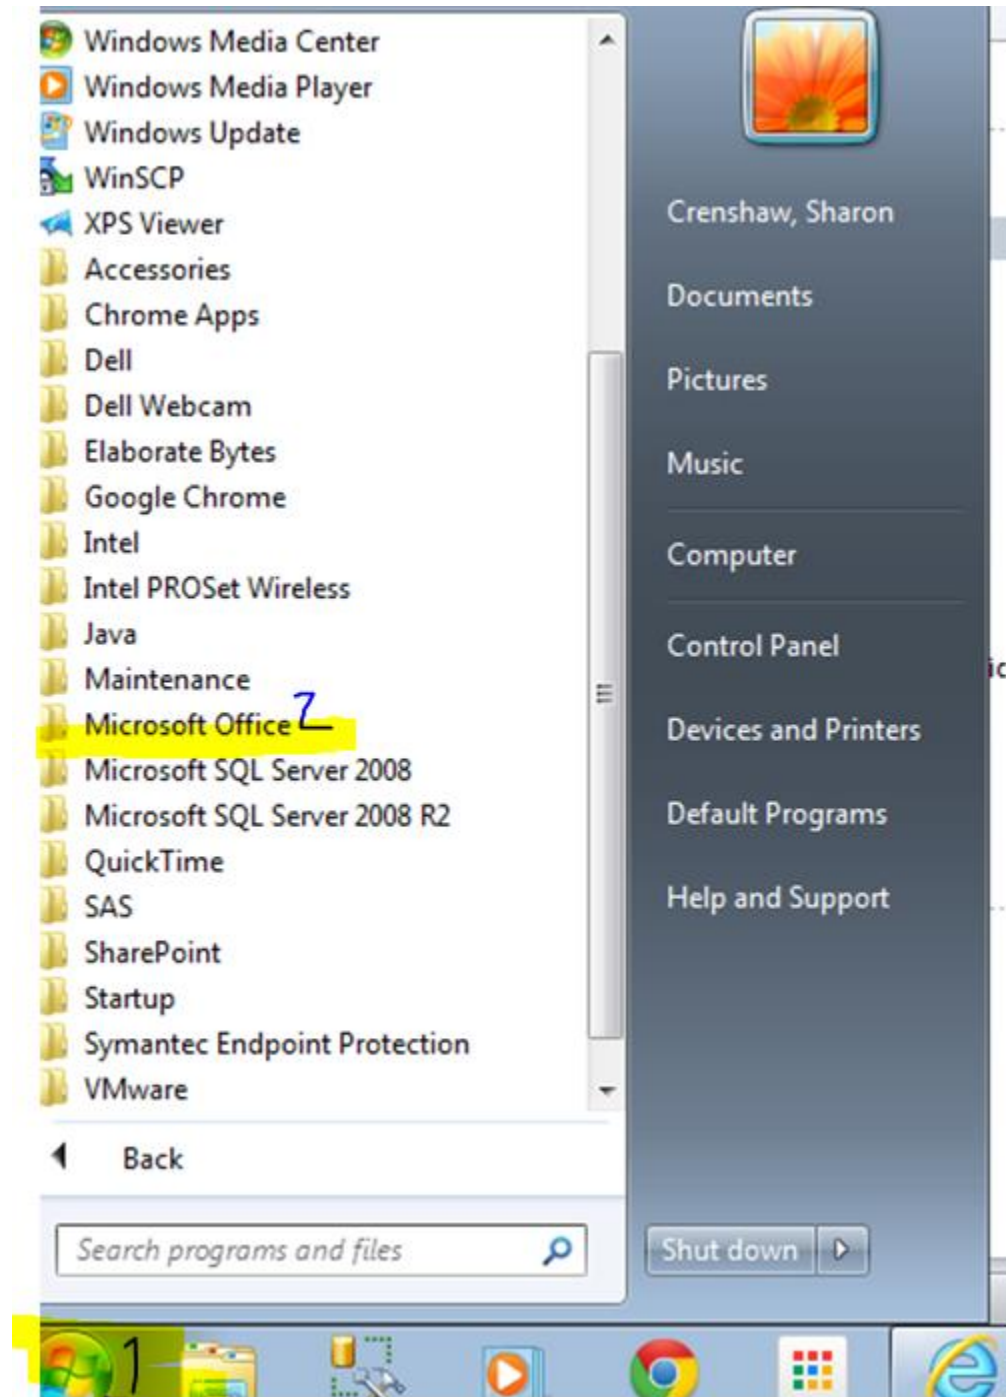 Windows Media Center
Windows Media Player
Windows Update
WinSCP
XPS Viewer
Accessories
Chrome Apps
Dell
Dell Webcam
Elaborate Bytes
Google Chrome
Intel
Intel PROSet Wireless
Java
Maintenance
Microsoft Office 2
Microsoft SQL Server 2008
Microsoft SQL Server 2008 R2
QuickTime
SAS
SharePoint
Startup
Symantec Endpoint Protection
VMware
Back
Search programs and files
Crenshaw, Sharon
Documents
Pictures
Music
Computer
Control Panel
Devices and Printers
Default Programs
Help and Support
Shut down
1